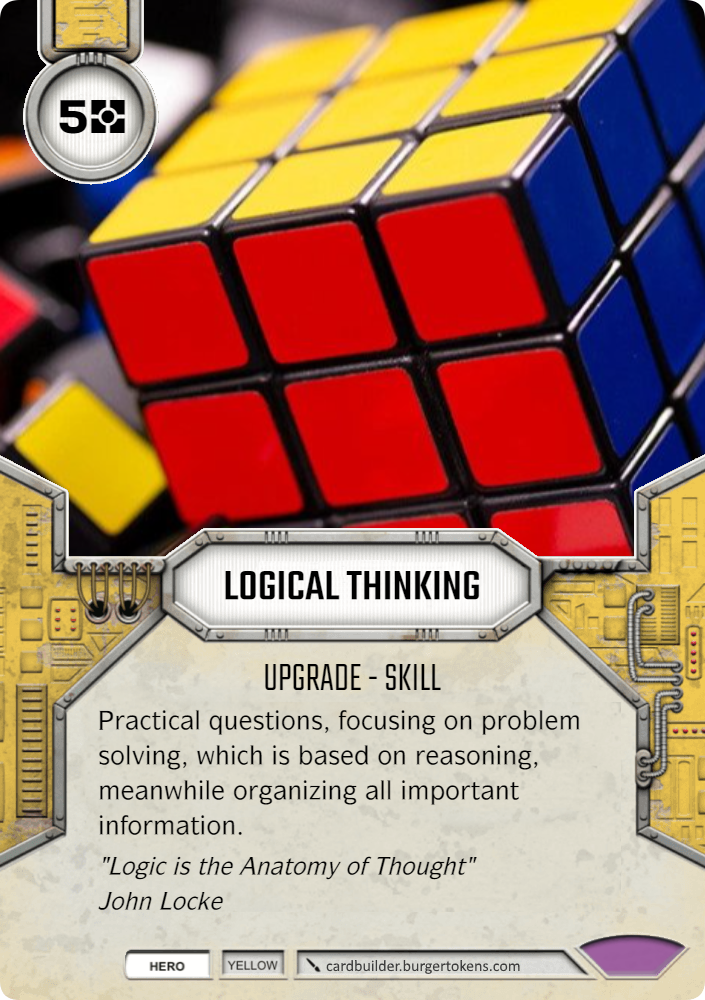 5
LOGICAL THINKING
UPGRADE - SKILL
Practical questions, focusing on problem
solving, which is based on reasoning,
meanwhile organizing all important
information.
"Logic is the Anatomy of Thought"
John Locke
HERO YELLOW cardbuilder.burgertokens.com